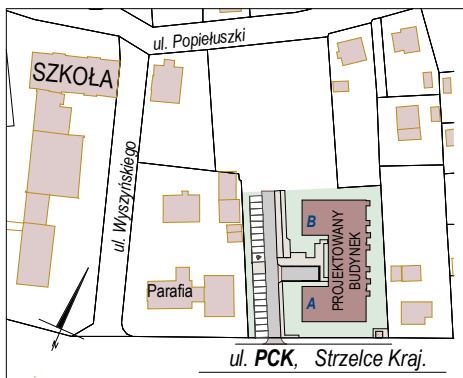 ul. Popiełuszki
SZKOŁA
ul. Wyszyńskiego
B
PROJEKTOWANY
BUDYNEK
A
Parafia
N
ul. PCK, Strzelce Kraj.